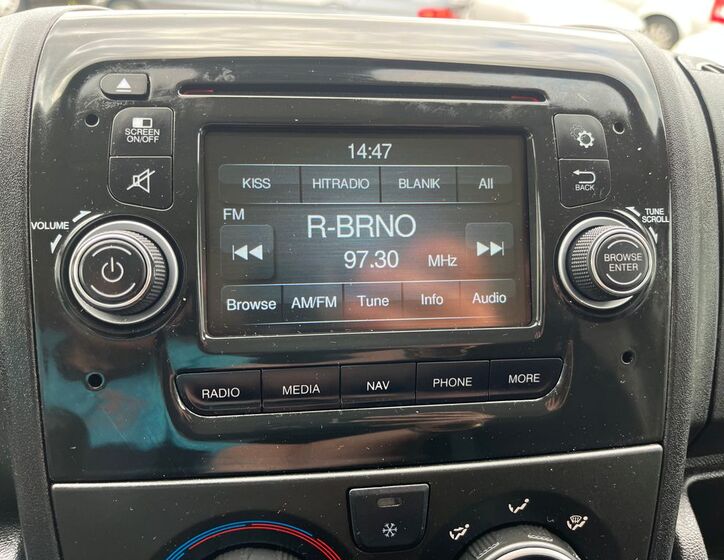 SCREEN
ON/OFF
VOLUME
14:47
KISS HITRADIO BLANIK All
FM
R-BRNO
97.30 MHz
Browse AM/FM Tune Info Audio
BACK
TUNE
SCROLL
BROWSE
ENTER
RADIO MEDIA NAV PHONE MORE